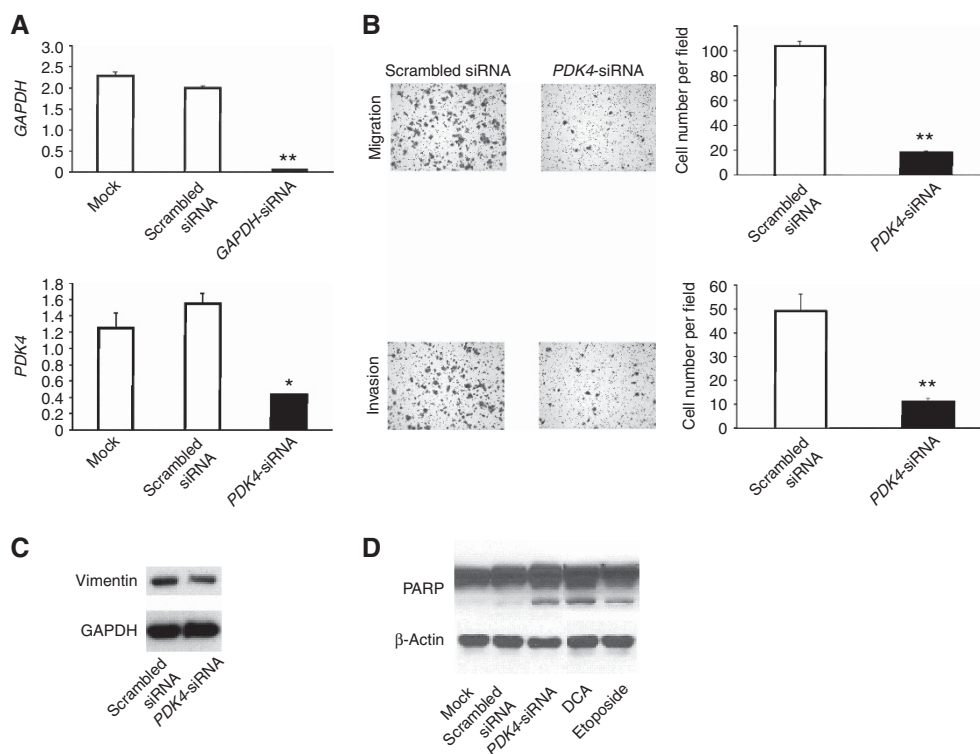 A
GAPDH
3.0
2.5
2.0
1.5
1.0
0.5
0
**
Mock
Scrambled
siRNA
GAPDH-siRNA
PDK4
1.8
1.6
1.4
1.2
1.0
0.8
0.6
0.4
0.2
0
*
Mock
Scrambled
siRNA
PDK4-siRNA
B
Scrambled siRNA
PDK4-siRNA
Migration
Invasion
Cell number per field
100
80
60
40
20
0
**
Scrambled
siRNA
PDK4-siRNA
Cell number per field
60
50
40
30
20
10
0
**
Scrambled
siRNA
PDK4-siRNA
C
Vimentin
GAPDH
Scrambled
siRNA
PDK4-siRNA
D
PARP
β-Actin
Mock
Scrambled
siRNA
PDK4-siRNA
DCA
Etoposide